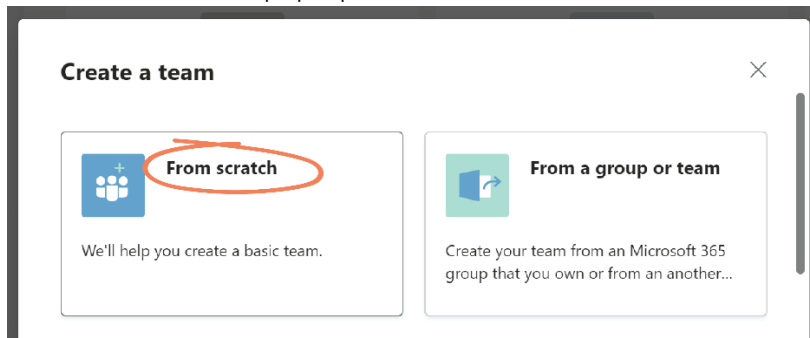 Create a team
From scratch
We'll help you create a basic team.
From a group or team
Create your team from an Microsoft 365
group that you own or from an another...